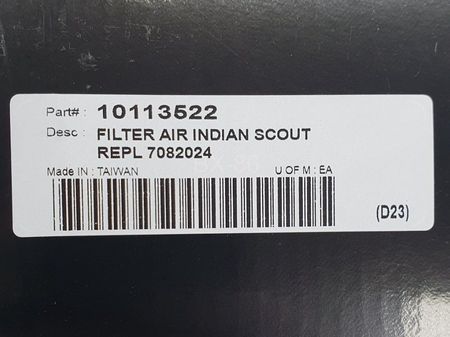 Part# : 10113522
Desc : FILTER AIR INDIAN SCOUT
REPL 7082024
Made IN : TAIWAN U OF M : EA
(D23)